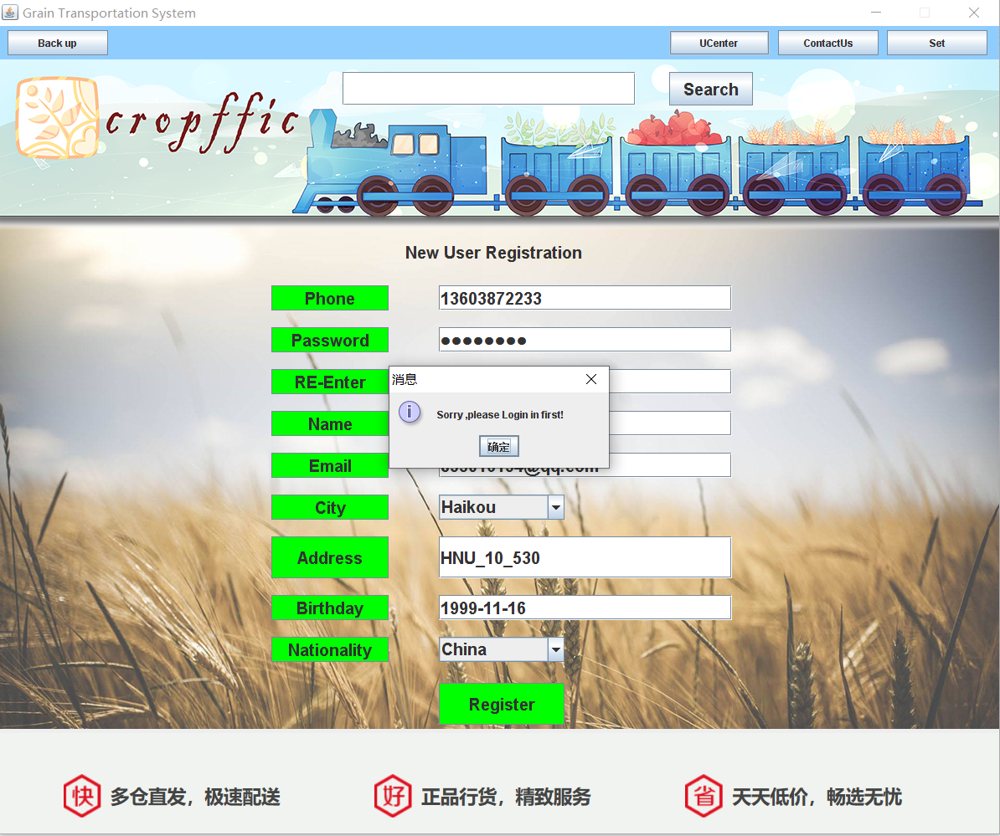 Grain Transportation System
Back up
UCenter
ContactUs
Set
cropffic
Search
New User Registration
Phone
13603872233
Password
RE-Enter
消息
Sorry ,please Login in first!
Name
确定
Email
City
Haikou
Address
HNU_10_530
Birthday
1999-11-16
Nationality
China
Register
快 多仓直发，极速配送
好 正品行货，精致服务
省 天天低价，畅选无忧